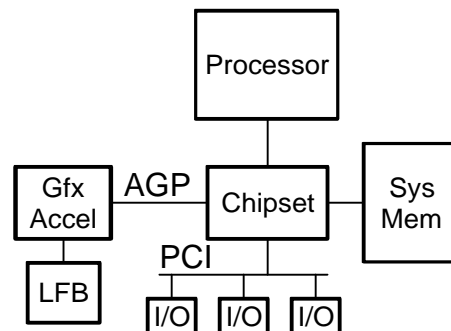 Processor
Gfx
Accel
AGP
Chipset
Sys
Mem
PCI
LFB
I/O
I/O
I/O